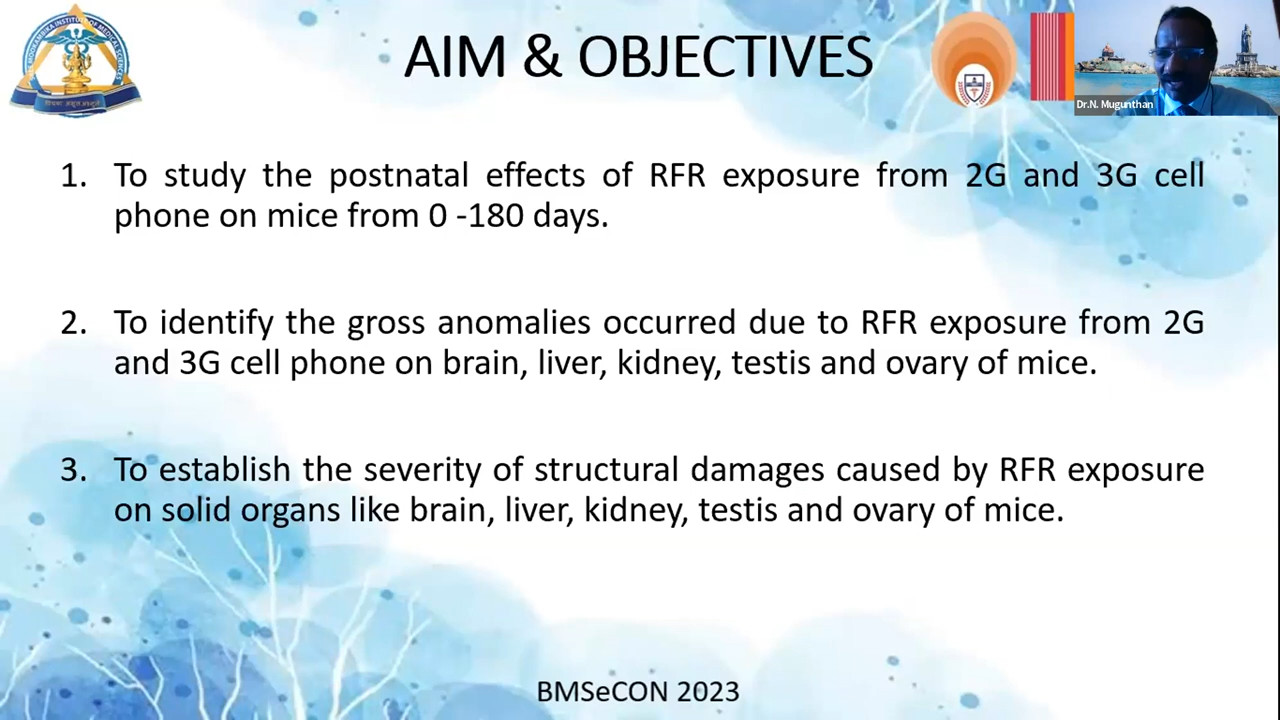 AIM & OBJECTIVES
Dr.N. Mugunthan
1. To study the postnatal effects of RFR exposure from 2G and 3G cell
phone on mice from 0 -180 days.
2. To identify the gross anomalies occurred due to RFR exposure from 2G
and 3G cell phone on brain, liver, kidney, testis and ovary of mice.
3. To establish the severity of structural damages caused by RFR exposure
on solid organs like brain, liver, kidney, testis and ovary of mice.
BMSeCON 2023